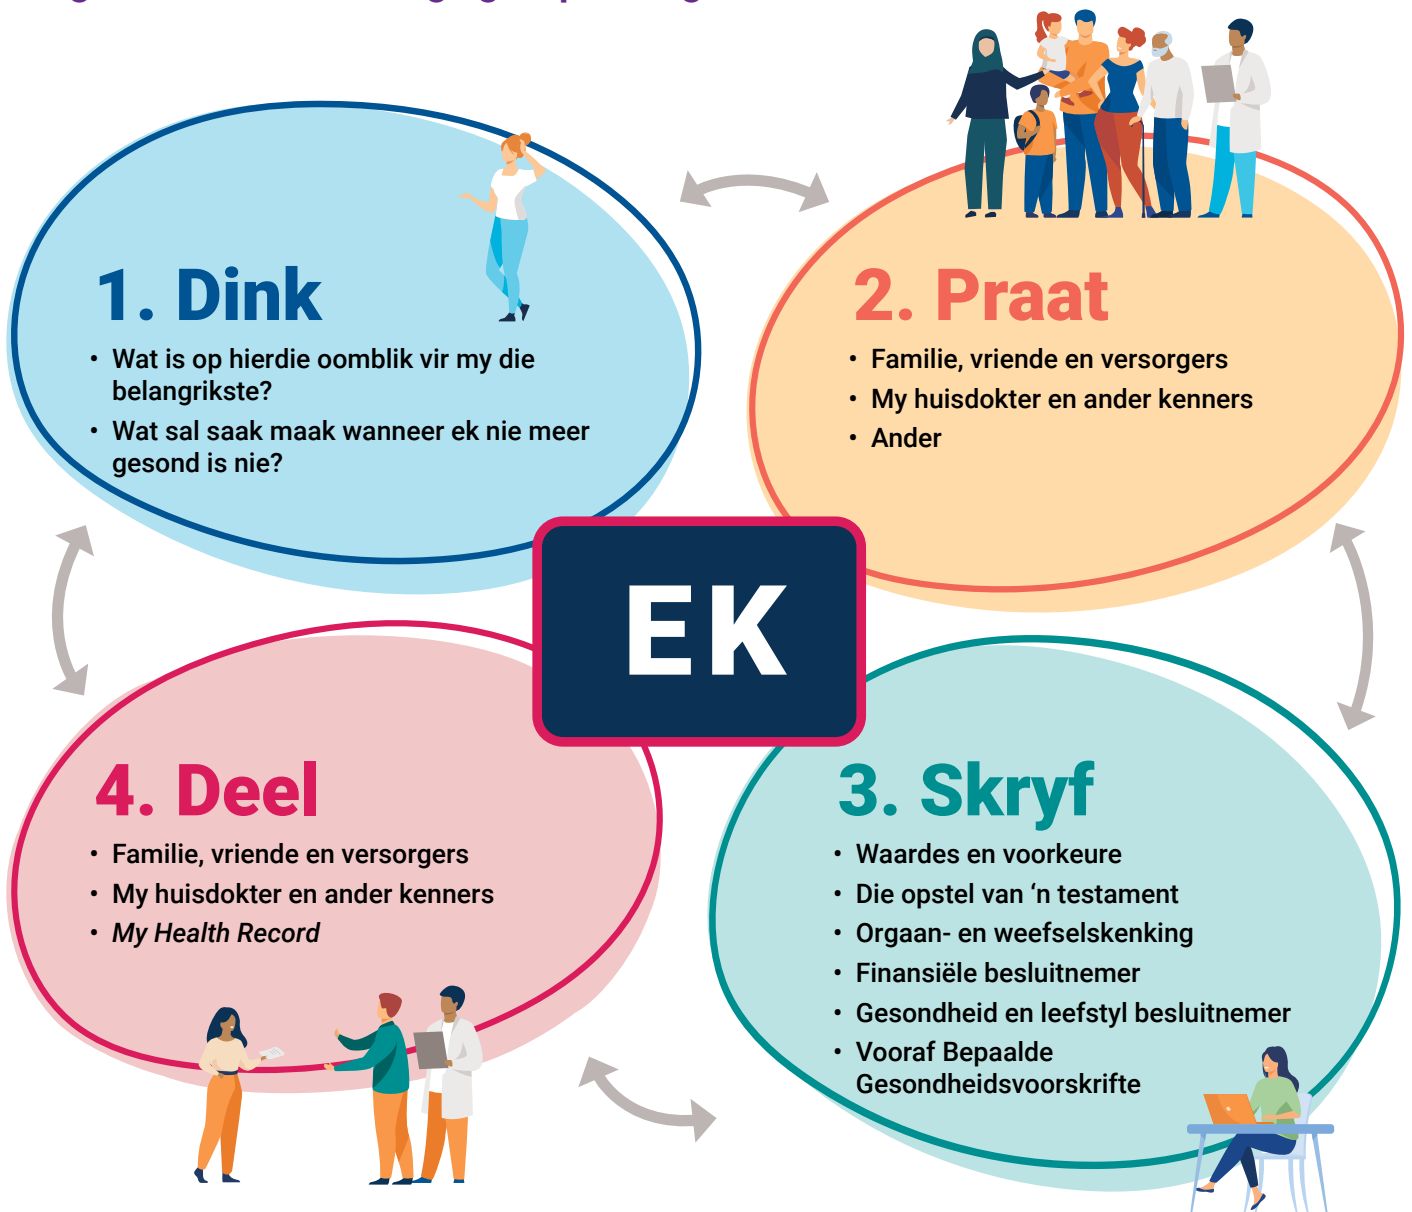 1. Dink
• Wat is op hierdie oomblik vir my die
belangrikste?
• Wat sal saak maak wanneer ek nie meer
gesond is nie?
2. Praat
• Familie, vriende en versorgers
• My huisdokter en ander kenners
• Ander
EK
4. Deel
• Familie, vriende en versorgers
• My huisdokter en ander kenners
• My Health Record
3. Skryf
• Waardes en voorkeure
• Die opstel van ‘n testament
• Orgaan- en weefselskenking
• Finansiële besluitnemer
• Gesondheid en leefstyl besluitnemer
• Vooraf Bepaalde
Gesondheidsvoorskrifte